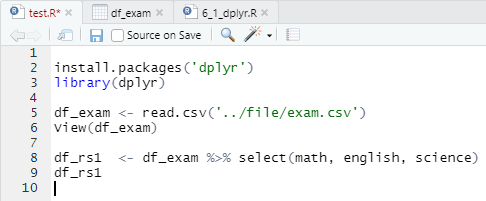 test.R* df_exam 6_1_dplyr.R
Source on Save
1
2 install.packages('dplyr')
3 library(dplyr)
4
5 df_exam <- read.csv('../file/exam.csv')
6 View(df_exam)
7
8 df_rs1  <- df_exam %>% select(math, english, science)
9 df_rs1
10